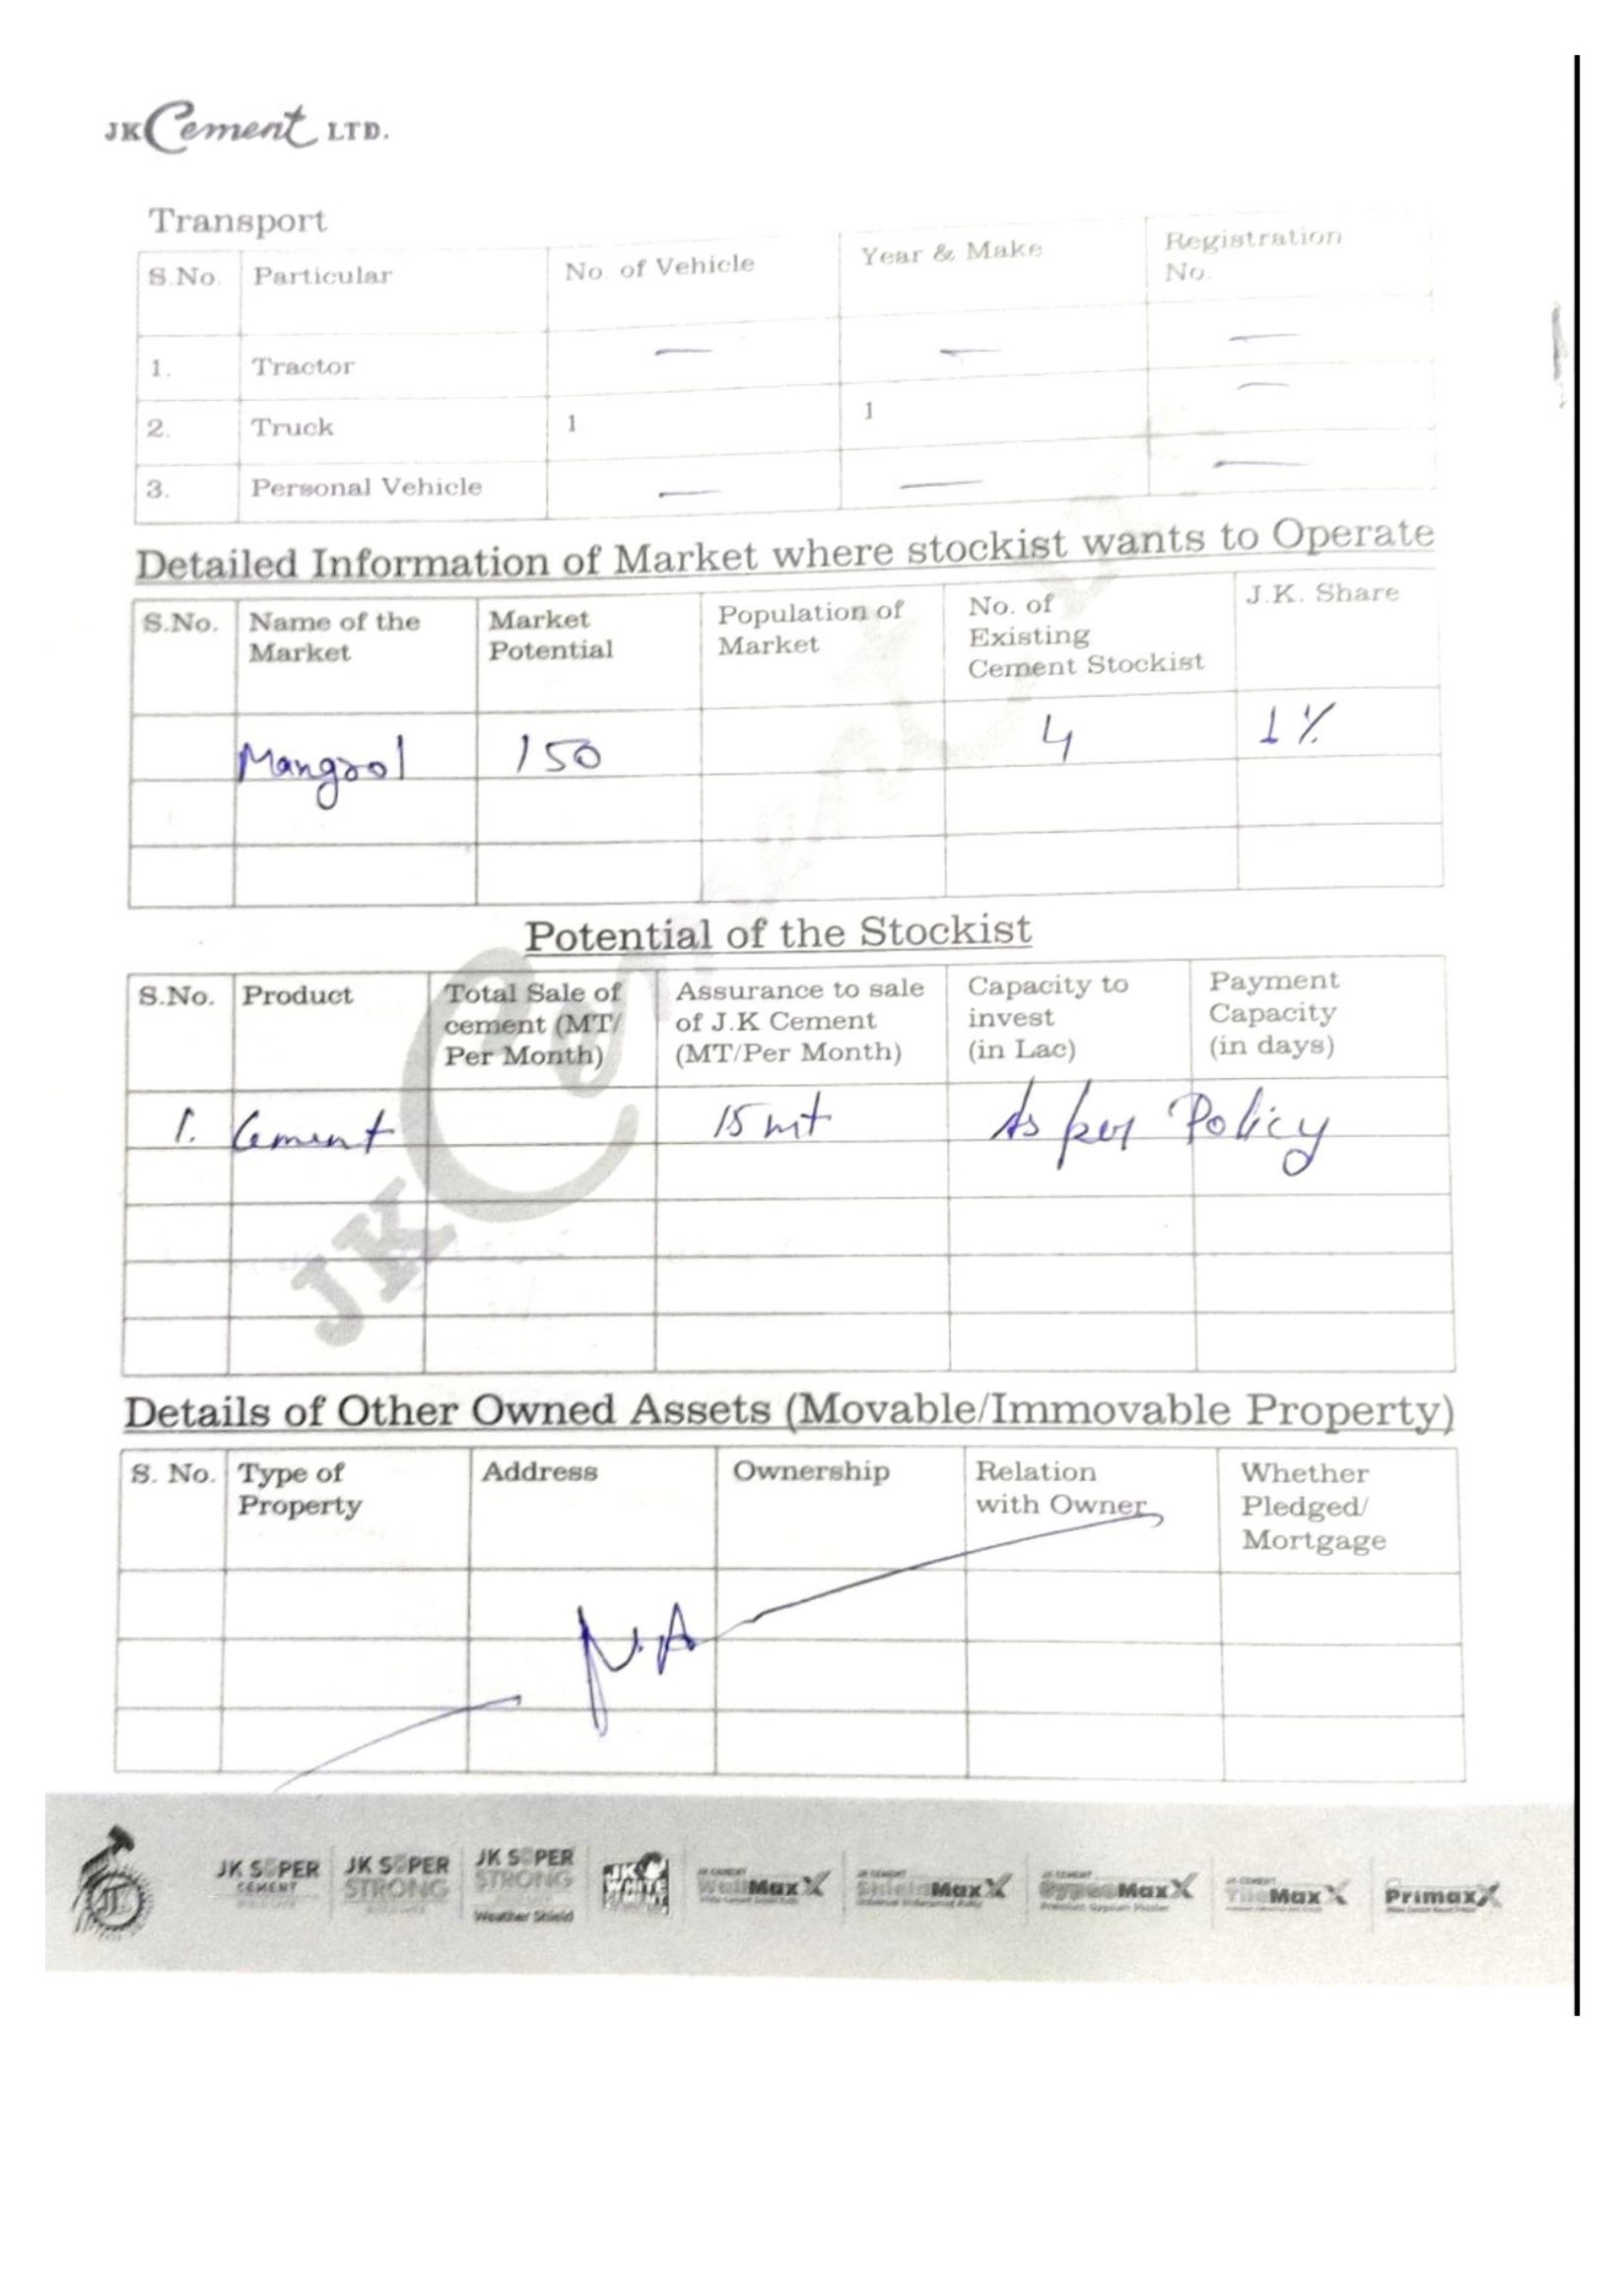 JK Cement LTD.
Transport
S.No. Particular No. of Vehicle Year & Make Registration No.
1. Tractor — — —
2. Truck 1 1 —
3. Personal Vehicle — — —
Detailed Information of Market where stockist wants to Operate
S.No. Name of the Market Market Potential Population of Market No. of Existing Cement Stockist J.K. Share
Mangrol 150 4 1%
Potential of the Stockist
S.No. Product Total Sale of cement (MT/ Per Month) Assurance to sale of J.K Cement (MT/Per Month) Capacity to invest (in Lac) Payment Capacity (in days)
1. Cement 15 mt As per Policy
JK Cement
Details of Other Owned Assets (Movable/Immovable Property)
S. No. Type of Property Address Ownership Relation with Owner Whether Pledged/ Mortgage
N.A
JK SUPER CEMENT
JK SUPER STRONG
JK SUPER STRONG Weather Shield
JK WHITE
WallMaxX
ShieldMaxX
GypsoMaxX
TileMaxX
PrimaxX